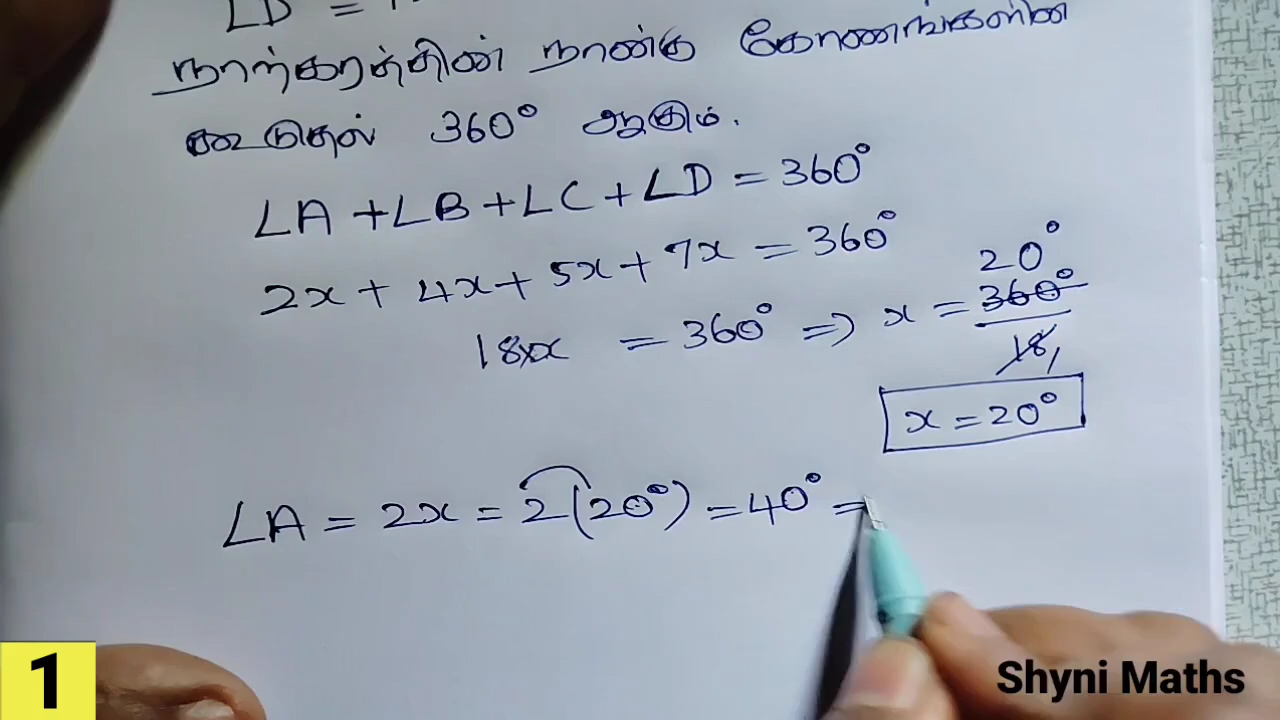 ∠D =
நாற்கரத்தின் நான்கு கோணங்களின்
கூடுதல் 360° ஆகும்.
∠A + ∠B + ∠C + ∠D = 360°
2x + 4x + 5x + 7x = 360°
18x = 360° ⇒ x = 360°/18
20°
1
x = 20°
∠A = 2x = 2(20°) = 40° =
1
Shyni Maths